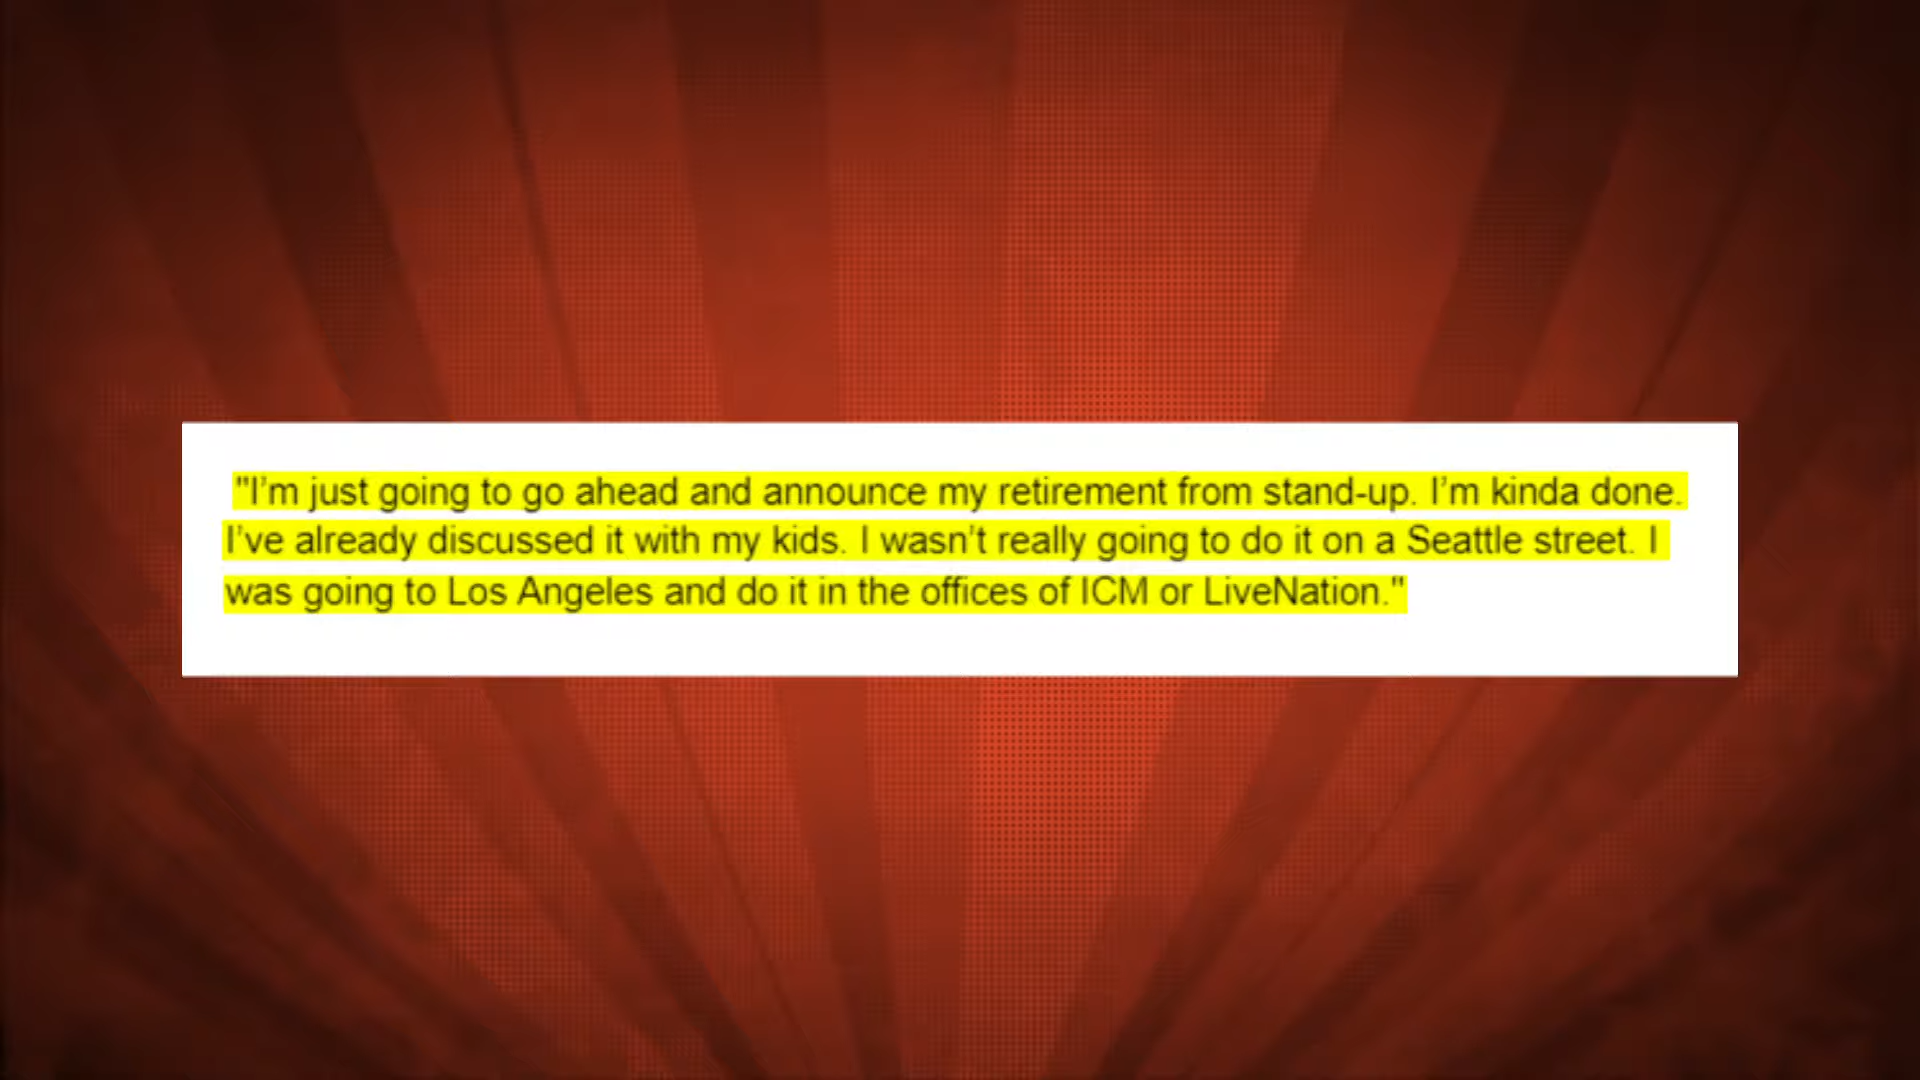 "I’m just going to go ahead and announce my retirement from stand-up. I’m kinda done.
I’ve already discussed it with my kids. I wasn’t really going to do it on a Seattle street. I
was going to Los Angeles and do it in the offices of ICM or LiveNation."